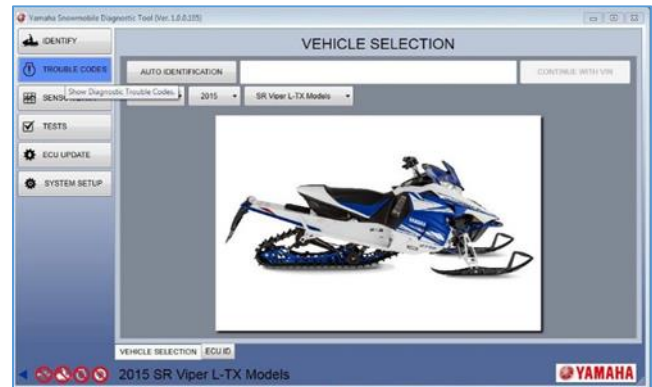 Yamaha Snowmobile Diagnostic Tool (Ver. 1.0.0.135)
IDENTIFY
VEHICLE SELECTION
TROUBLE CODES
AUTO IDENTIFICATION
CONTINUE WITH VIN
Show Diagnostic Trouble Codes.
2015
SR Viper L-TX Models
TESTS
ECU UPDATE
SYSTEM SETUP
VEHICLE SELECTION
ECU ID
2015 SR Viper L-TX Models
YAMAHA